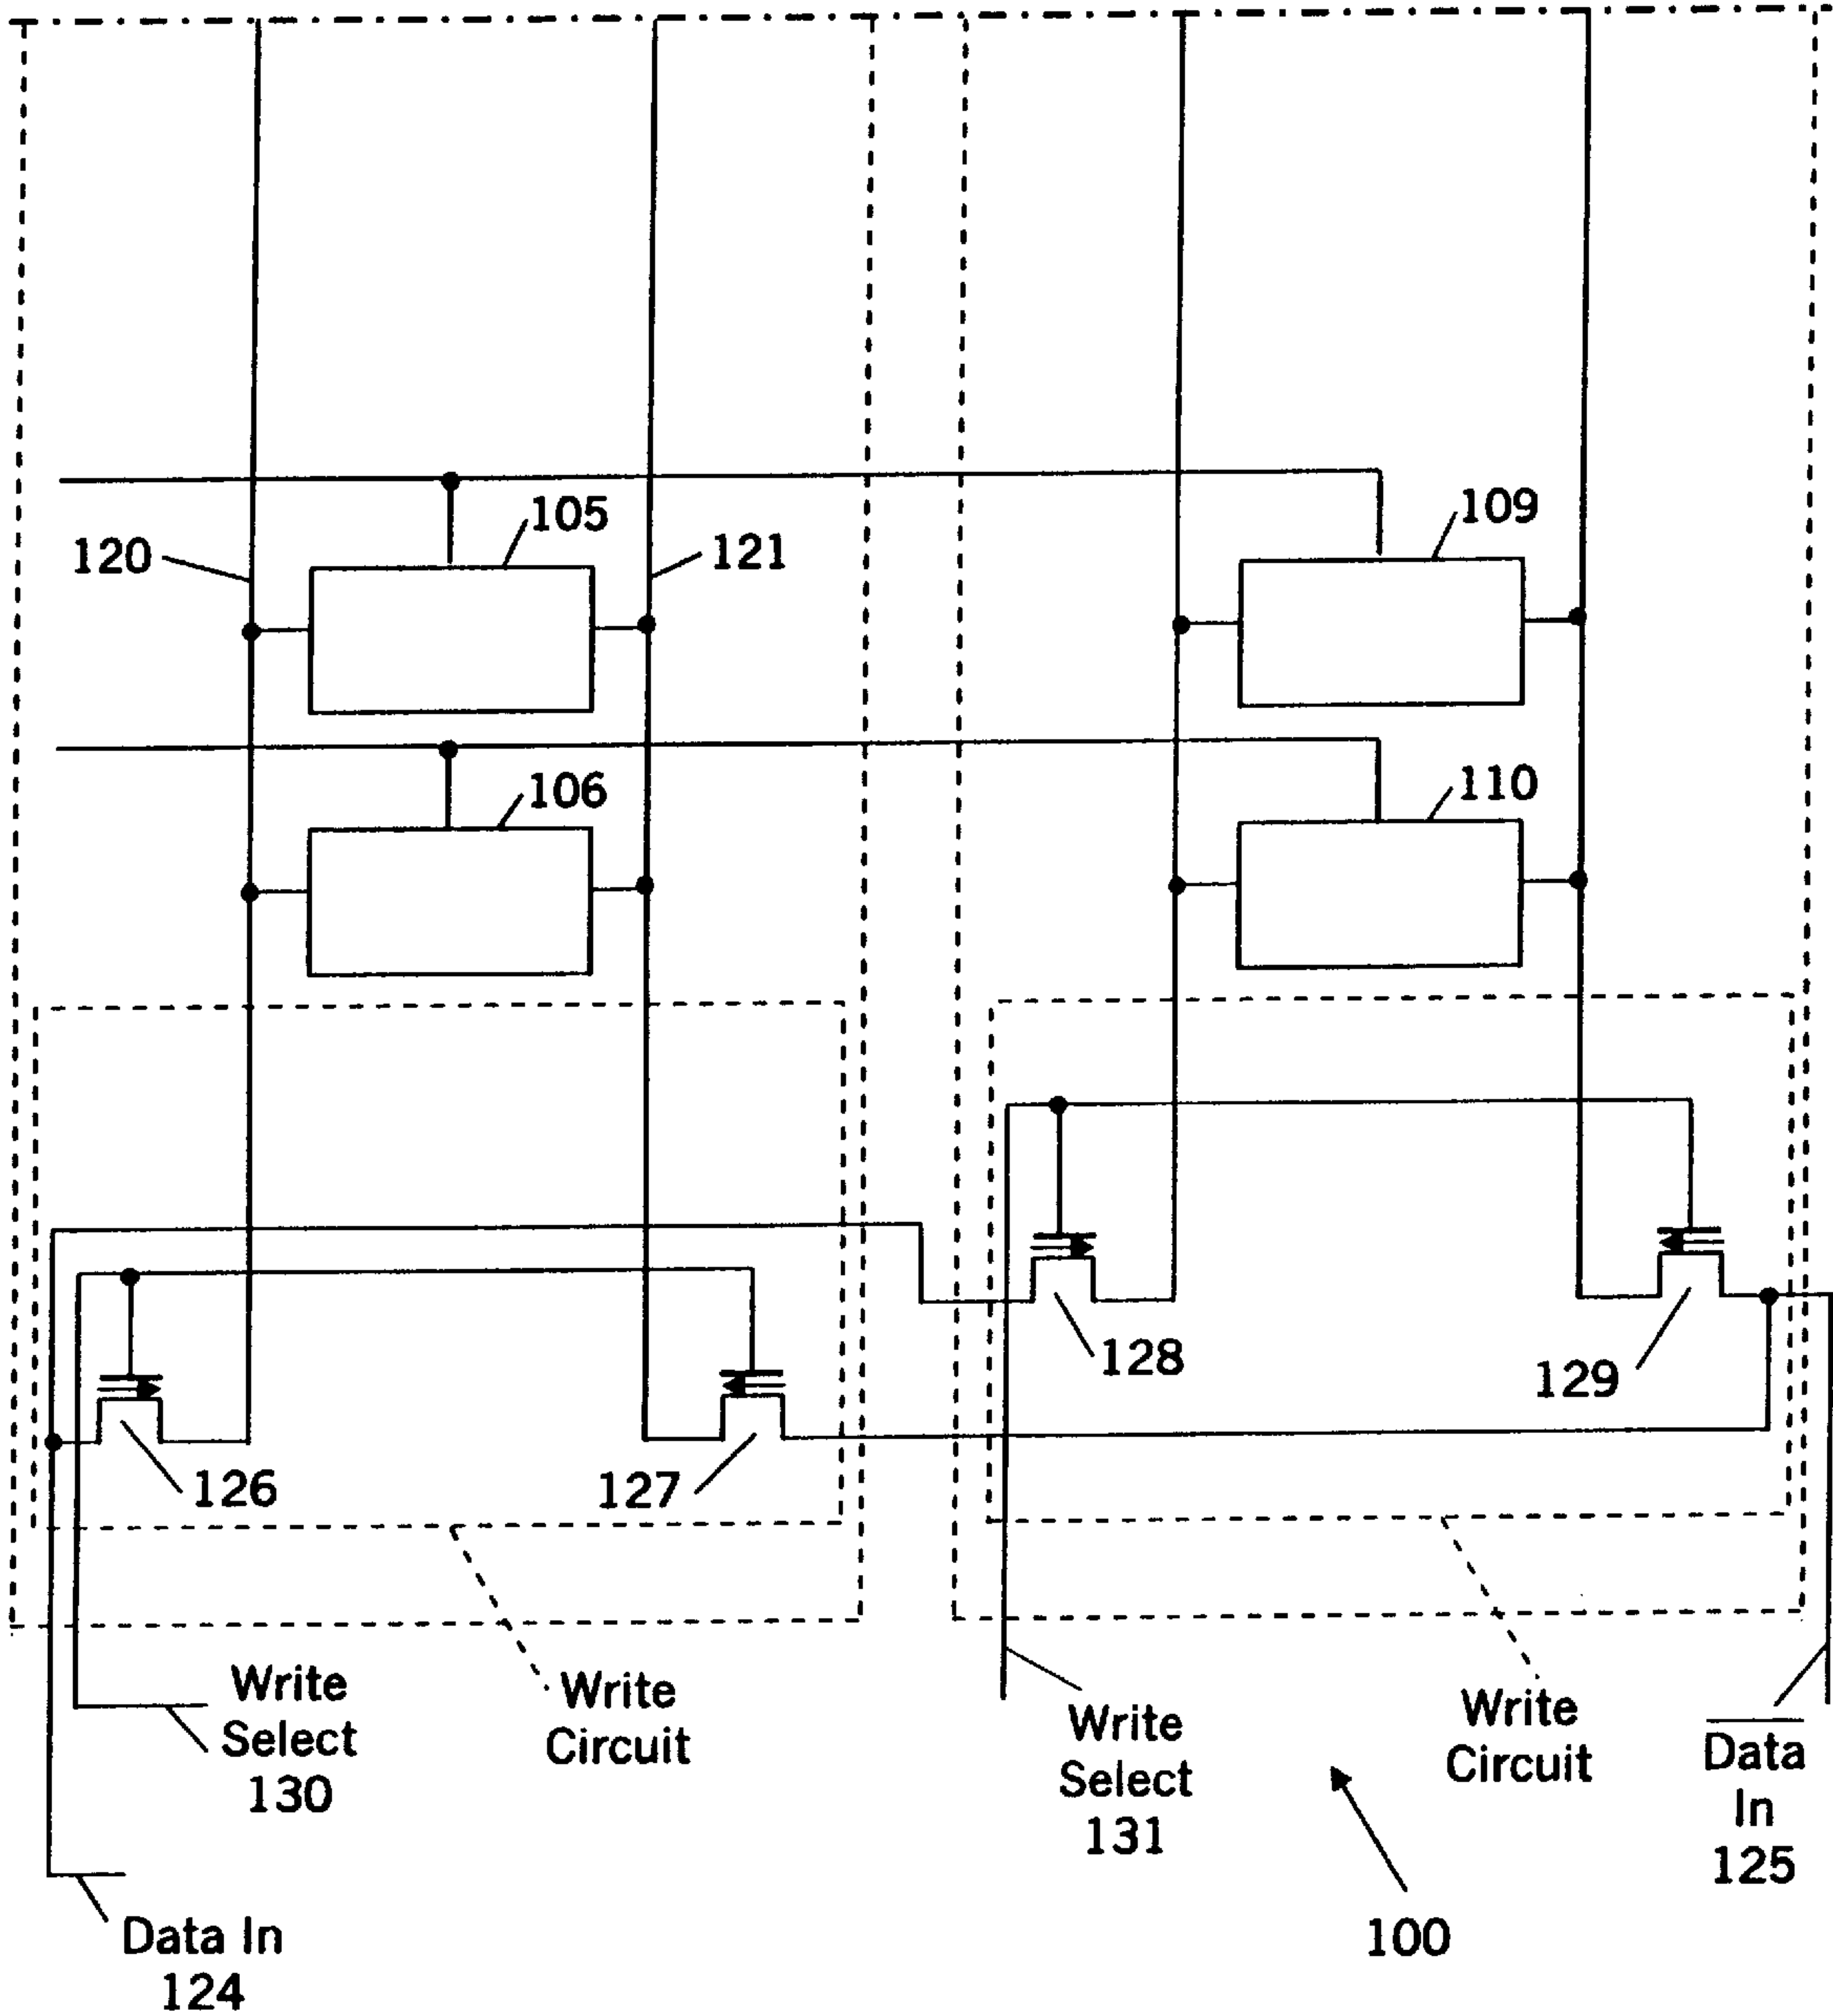 105
109
120
121
106
110
128
129
126
127
Write
Select
130
Write
Circuit
Write
Select
131
Write
Circuit
Data
In
125
100
Data In
124